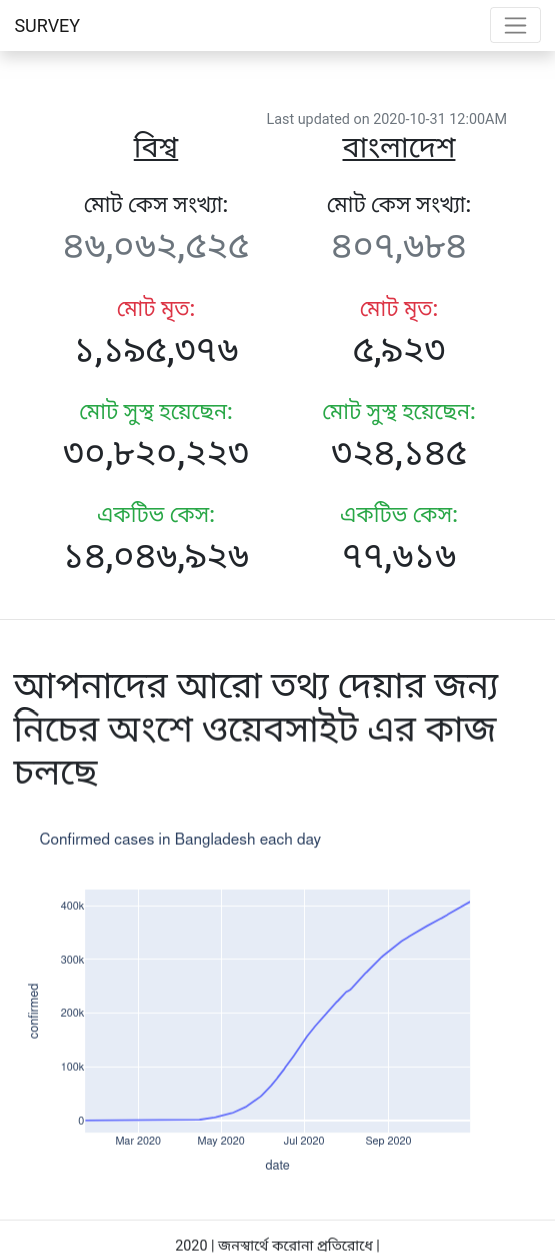 SURVEY
Last updated on 2020-10-31 12:00AM
বিশ্ব
মোট কেস সংখ্যা:
৪৬,০৬২,৫২৫
মোট মৃত:
১,১৯৫,৩৭৬
মোট সুস্থ হয়েছেন:
৩০,৮২০,২২৩
একটিভ কেস:
১৪,০৪৬,৯২৬
বাংলাদেশ
মোট কেস সংখ্যা:
৪০৭,৬৮৪
মোট মৃত:
৫,৯২৩
মোট সুস্থ হয়েছেন:
৩২৪,১৪৫
একটিভ কেস:
৭৭,৬১৬
আপনাদের আরো তথ্য দেয়ার জন্য
নিচের অংশে ওয়েবসাইট এর কাজ
চলছে
Confirmed cases in Bangladesh each day
400k
300k
200k
100k
0
confirmed
Mar 2020 May 2020 Jul 2020 Sep 2020
date
2020 | জনস্বার্থে করোনা প্রতিরোধে |